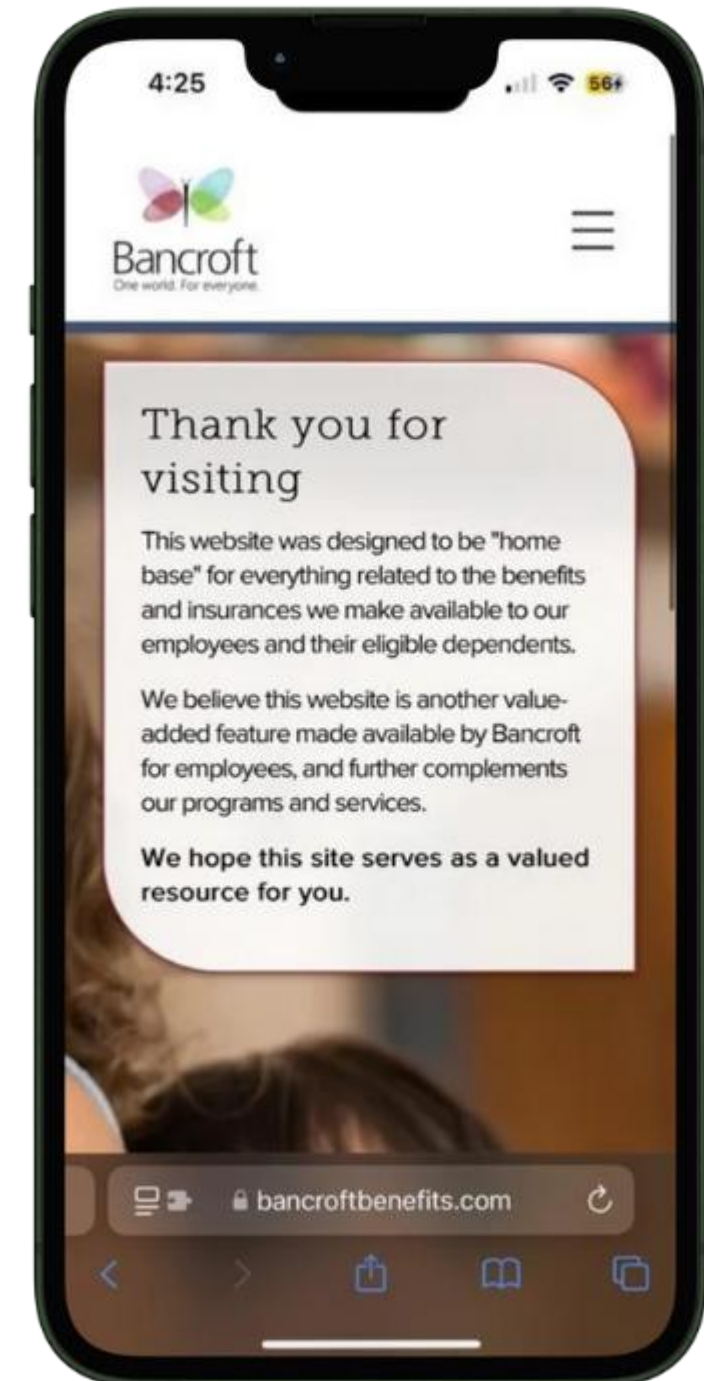 4:25
56
Bancroft
One world. For everyone.
Thank you for
visiting
This website was designed to be "home
base" for everything related to the benefits
and insurances we make available to our
employees and their eligible dependents.
We believe this website is another value-
added feature made available by Bancroft
for employees, and further complements
our programs and services.
We hope this site serves as a valued
resource for you.
bancroftbenefits.com